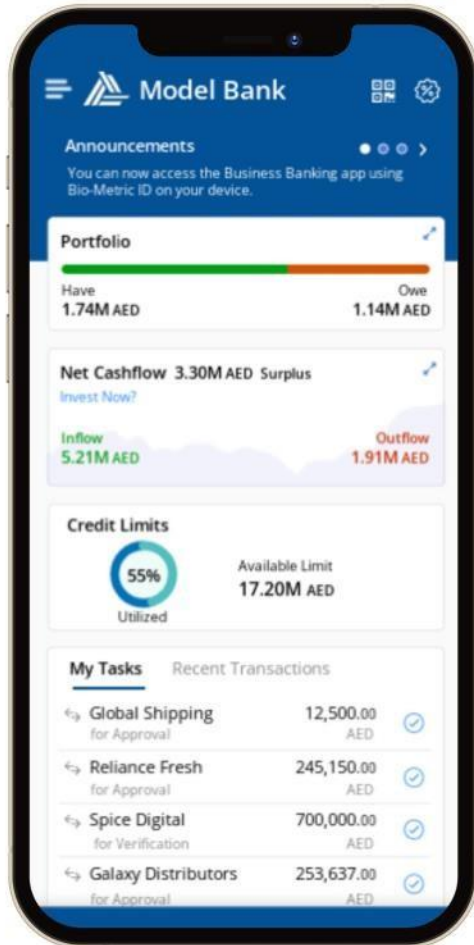 Model Bank
Announcements
You can now access the Business Banking app using
Bio-Metric ID on your device.
Portfolio
Have Owe
1.74M AED 1.14M AED
Net Cashflow 3.30M AED Surplus
Invest Now?
Inflow Outflow
5.21M AED 1.91M AED
Credit Limits
55%
Utilized
Available Limit
17.20M AED
My Tasks Recent Transactions
Global Shipping 12,500.00
for Approval AED
Reliance Fresh 245,150.00
for Approval AED
Spice Digital 700,000.00
for Verification AED
Galaxy Distributors 253,637.00
for Approval AED